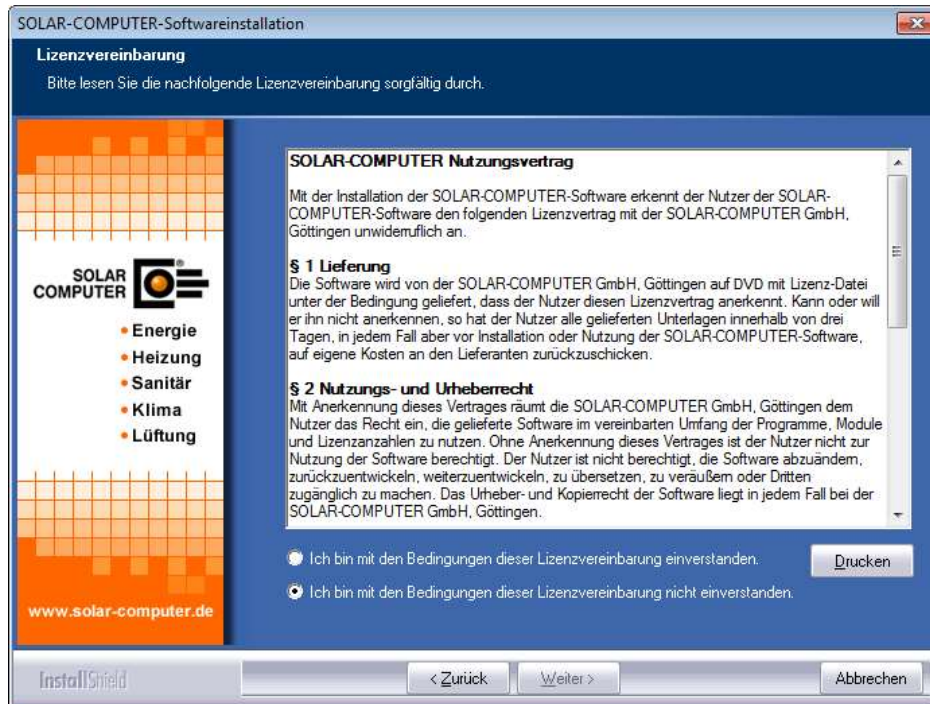 SOLAR-COMPUTER-Softwareinstallation
Lizenzvereinbarung
Bitte lesen Sie die nachfolgende Lizenzvereinbarung sorgfältig durch.
SOLAR
COMPUTER
®
• Energie
• Heizung
• Sanitär
• Klima
• Lüftung
www.solar-computer.de
SOLAR-COMPUTER Nutzungsvertrag
Mit der Installation der SOLAR-COMPUTER-Software erkennt der Nutzer der SOLAR-
COMPUTER-Software den folgenden Lizenzvertrag mit der SOLAR-COMPUTER GmbH,
Göttingen unwiderruflich an.
§ 1 Lieferung
Die Software wird von der SOLAR-COMPUTER GmbH, Göttingen auf DVD mit Lizenz-Datei
unter der Bedingung geliefert, dass der Nutzer diesen Lizenzvertrag anerkennt. Kann oder will
er ihn nicht anerkennen, so hat der Nutzer alle gelieferten Unterlagen innerhalb von drei
Tagen, in jedem Fall aber vor Installation oder Nutzung der SOLAR-COMPUTER-Software,
auf eigene Kosten an den Lieferanten zurückzuschicken.
§ 2 Nutzungs- und Urheberrecht
Mit Anerkennung dieses Vertrages räumt die SOLAR-COMPUTER GmbH, Göttingen dem
Nutzer das Recht ein, die gelieferte Software im vereinbarten Umfang der Programme, Module
und Lizenzanzahlen zu nutzen. Ohne Anerkennung dieses Vertrages ist der Nutzer nicht zur
Nutzung der Software berechtigt. Der Nutzer ist nicht berechtigt, die Software abzuändern,
zurückzuentwickeln, weiterzuentwickeln, zu übersetzen, zu veräußern oder Dritten
zugänglich zu machen. Das Urheber- und Kopierrecht der Software liegt in jedem Fall bei der
SOLAR-COMPUTER GmbH, Göttingen.
Ich bin mit den Bedingungen dieser Lizenzvereinbarung einverstanden.
Drucken
Ich bin mit den Bedingungen dieser Lizenzvereinbarung nicht einverstanden.
InstallShield
< Zurück
Weiter >
Abbrechen